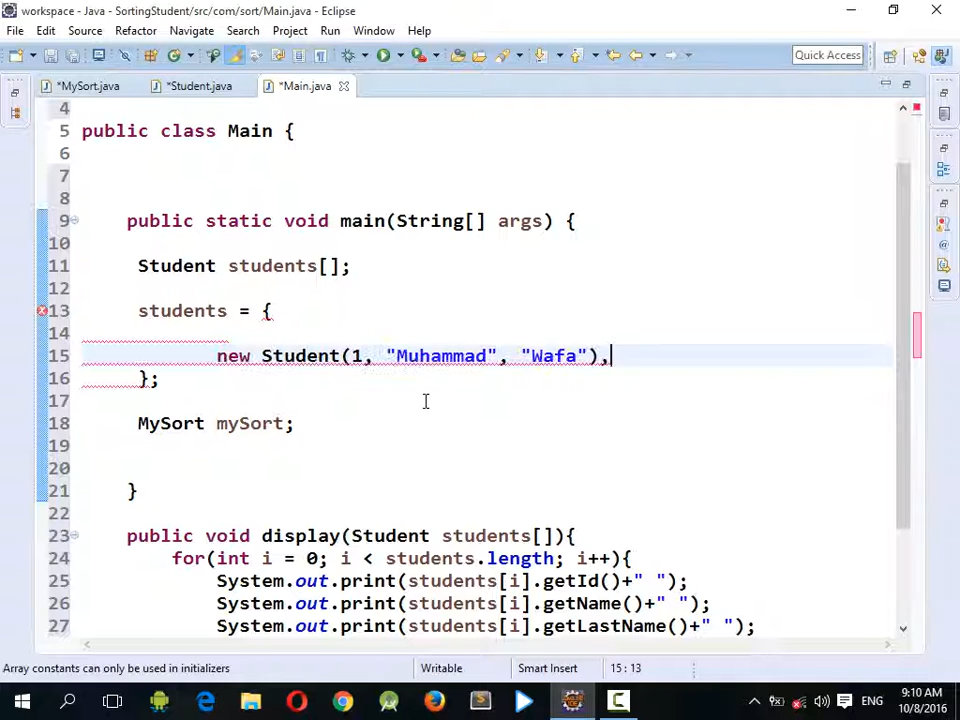 workspace - Java - SortingStudent/src/com/sort/Main.java - Eclipse
File Edit Source Refactor Navigate Search Project Run Window Help
Quick Access
*MySort.java *Student.java *Main.java
4
5 public class Main {
6
7
8
9 public static void main(String[] args) {
10
11 Student students[];
12
13 students = {
14
15 new Student(1, "Muhammad", "Wafa"),
16 };
17
18 MySort mySort;
19
20
21 }
22
23 public void display(Student students[]){
24 for(int i = 0; i < students.length; i++){
25 System.out.print(students[i].getId()+" ");
26 System.out.print(students[i].getName()+" ");
27 System.out.print(students[i].getLastName()+" ");
Array constants can only be used in initializers Writable Smart Insert 15 : 13
ENG 9:10 AM
10/8/2016